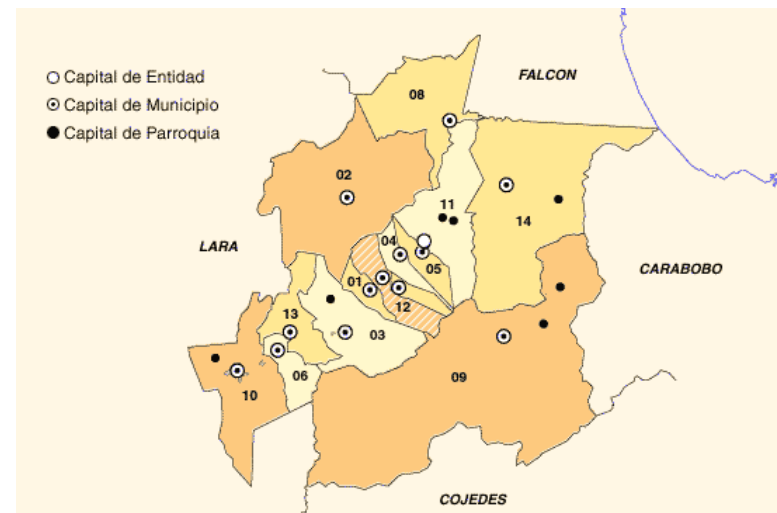 Capital de Entidad
Capital de Municipio
Capital de Parroquia
FALCON
08
02
11
14
LARA
04
05
CARABOBO
01
12
13
03
06
09
10
COJEDES